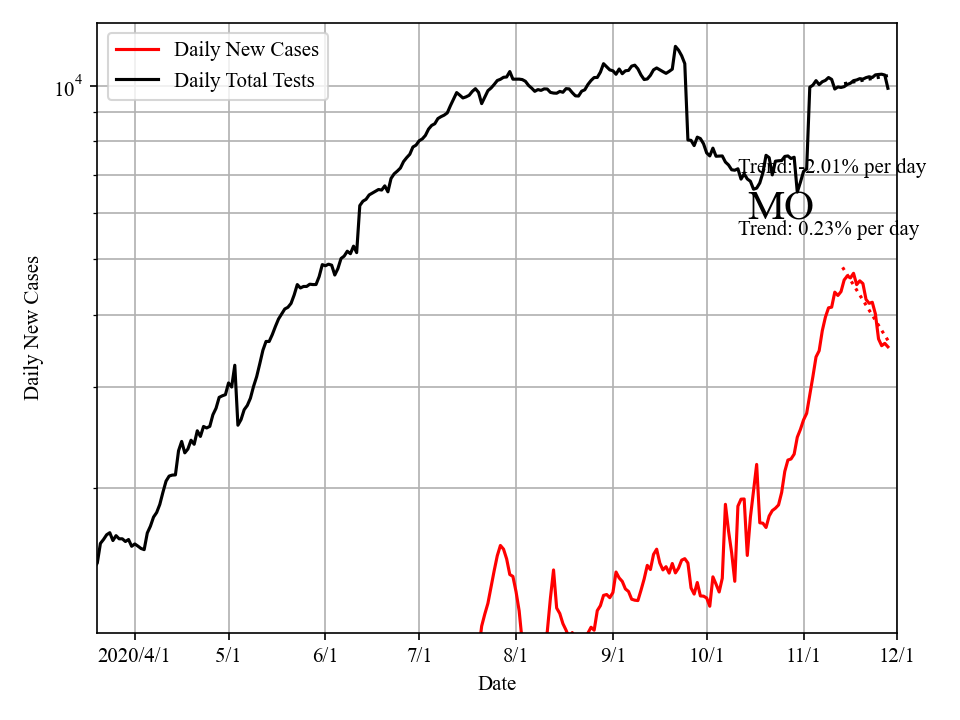 Daily New Cases
Daily Total Tests
10^4
Trend: -2.01% per day
MO
Trend: 0.23% per day
Daily New Cases
2020/4/1 5/1 6/1 7/1 8/1 9/1 10/1 11/1 12/1
Date